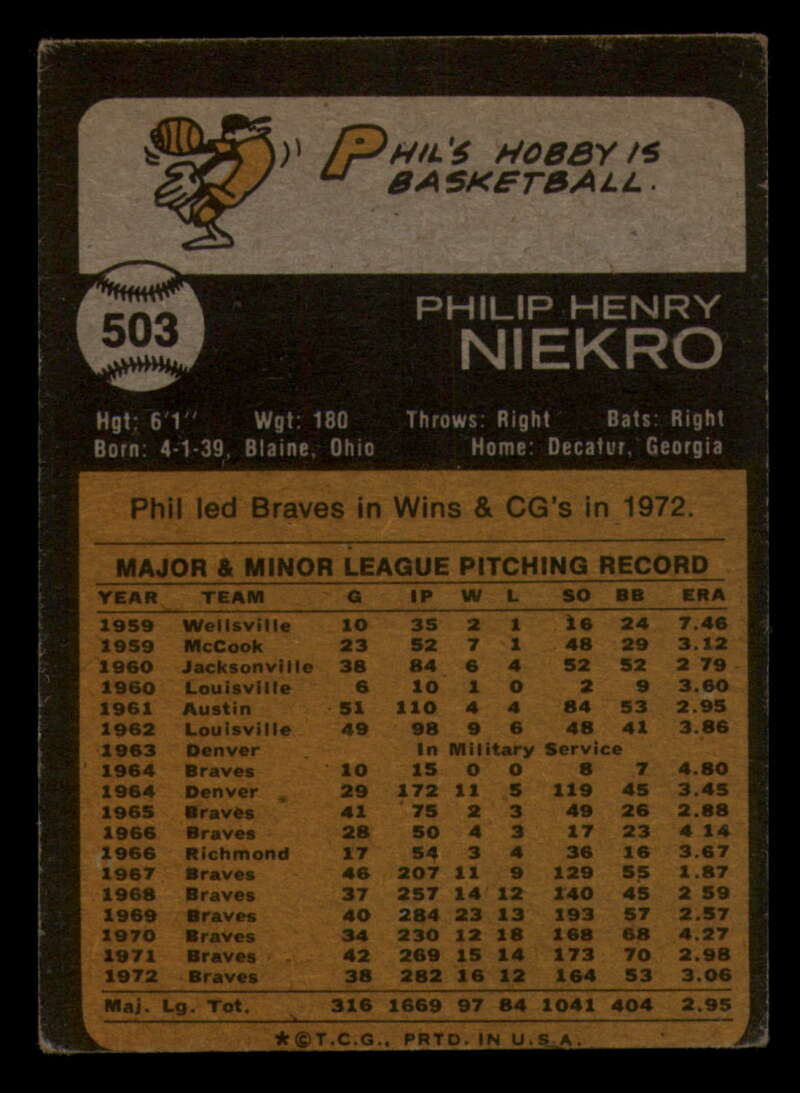 PHIL'S HOBBY IS
BASKETBALL.
503
PHILIP HENRY
NIEKRO
Hgt: 6'1" Wgt: 180 Throws: Right Bats: Right
Born: 4-1-39, Blaine, Ohio Home: Decatur, Georgia
Phil led Braves in Wins & CG's in 1972.
MAJOR & MINOR LEAGUE PITCHING RECORD
YEAR TEAM G IP W L SO BB ERA
1959 Wellsville 10 35 2 1 16 24 7.46
1959 McCook 23 52 7 1 48 29 3.12
1960 Jacksonville 38 84 6 4 52 52 2 79
1960 Louisville 6 10 1 0 2 9 3.60
1961 Austin 51 110 4 4 84 53 2.95
1962 Louisville 49 98 9 6 48 41 3.86
1963 Denver In Military Service
1964 Braves 10 15 0 0 8 7 4.80
1964 Denver 29 172 11 5 119 45 3.45
1965 Braves 41 75 2 3 49 26 2.88
1966 Braves 28 50 4 3 17 23 4 14
1966 Richmond 17 54 3 4 36 16 3.67
1967 Braves 46 207 11 9 129 55 1.87
1968 Braves 37 257 14 12 140 45 2 59
1969 Braves 40 284 23 13 193 57 2.57
1970 Braves 34 230 12 18 168 68 4.27
1971 Braves 42 269 15 14 173 70 2.98
1972 Braves 38 282 16 12 164 53 3.06
Maj. Lg. Tot. 316 1669 97 84 1041 404 2.95
*©T.C.G., PRTD. IN U.S.A.